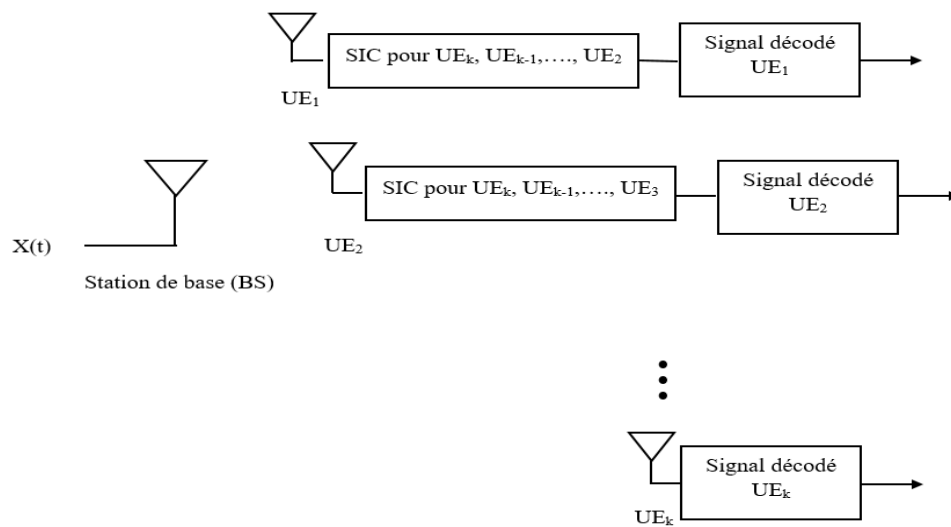 SIC pour UEk, UEk-1,…., UE2
Signal décodé
UE1
UE1
SIC pour UEk, UEk-1,…., UE3
Signal décodé
UE2
UE2
X(t)
Station de base (BS)
Signal décodé
UEk
UEk